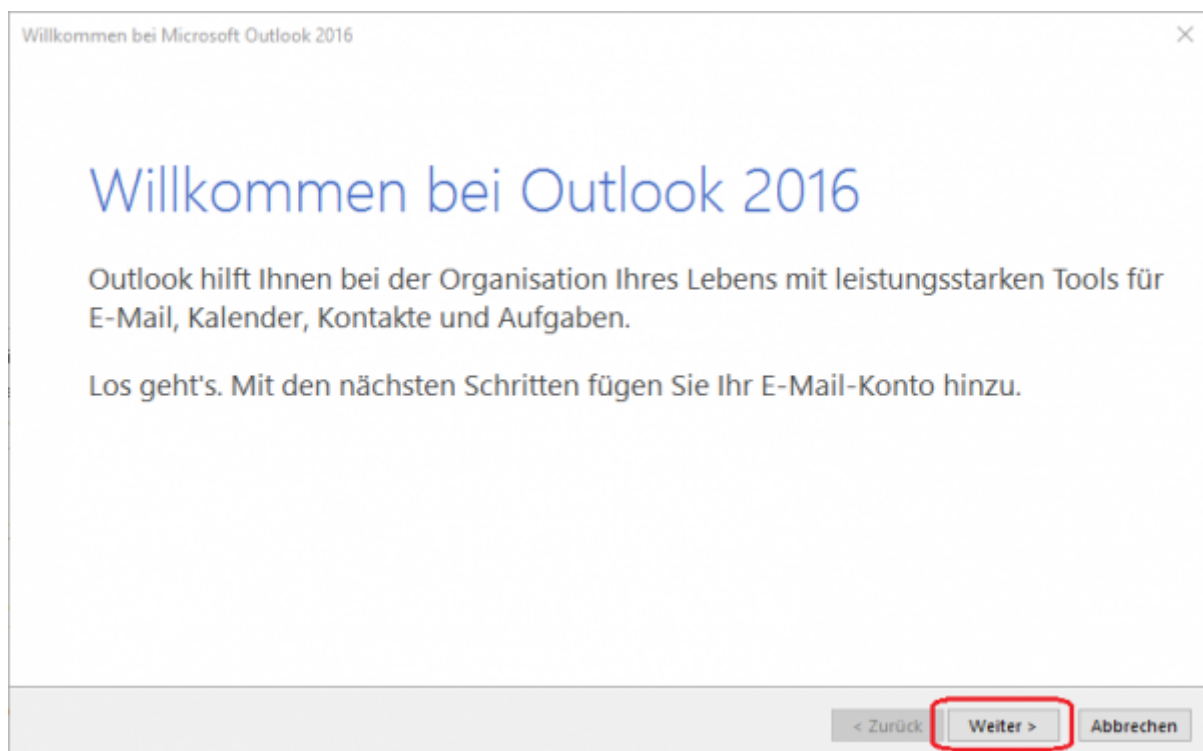 Willkommen bei Microsoft Outlook 2016
Willkommen bei Outlook 2016
Outlook hilft Ihnen bei der Organisation Ihres Lebens mit leistungsstarken Tools für
E-Mail, Kalender, Kontakte und Aufgaben.
Los geht's. Mit den nächsten Schritten fügen Sie Ihr E-Mail-Konto hinzu.
< Zurück Weiter > Abbrechen